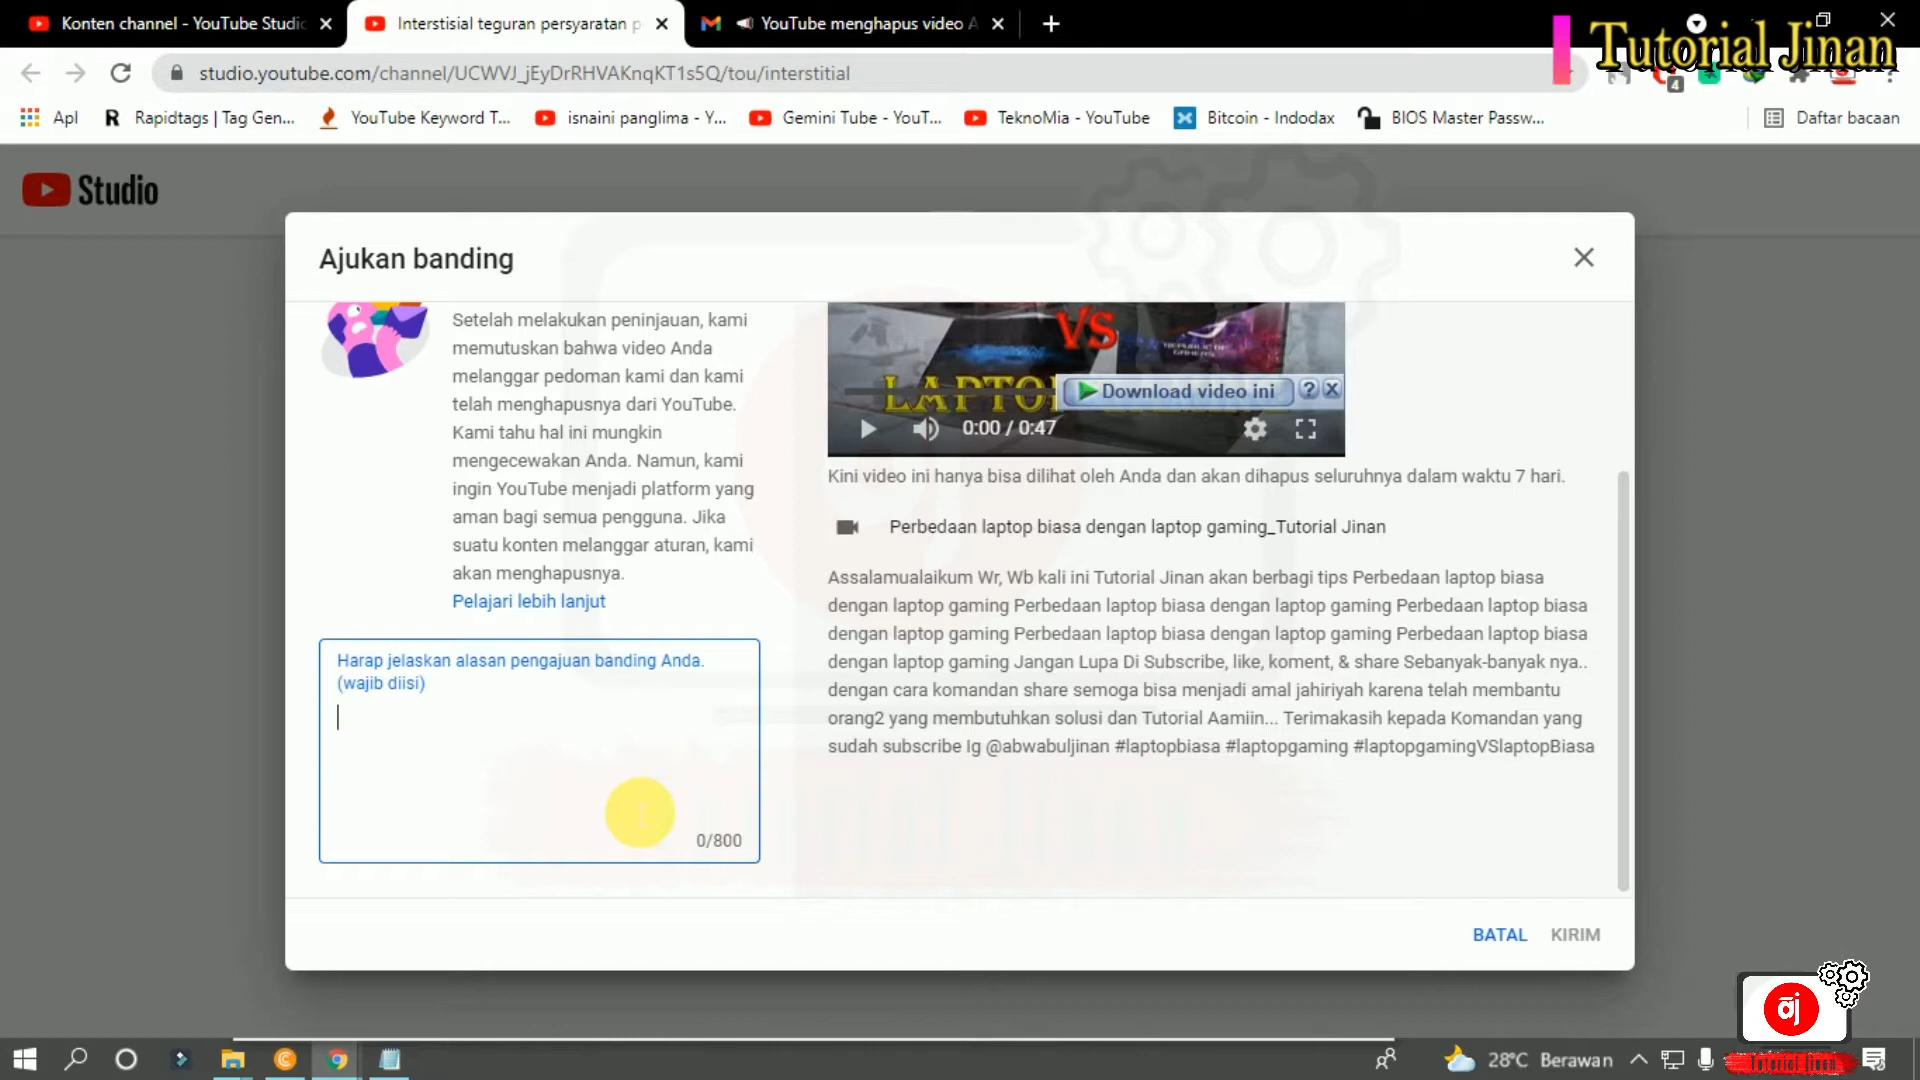 Konten channel - YouTube Studio
Interstisial teguran persyaratan p
YouTube menghapus video A
Tutorial Jinan
studio.youtube.com/channel/UCWVJ_jEyDrRHVAKnqKT1s5Q/tou/interstitial
4
Apl
Rapidtags | Tag Gen...
YouTube Keyword T...
isnaini panglima - Y...
Gemini Tube - YouT...
TeknoMia - YouTube
Bitcoin - Indodax
BIOS Master Passw...
Daftar bacaan
Studio
Ajukan banding
Setelah melakukan peninjauan, kami
memutuskan bahwa video Anda
melanggar pedoman kami dan kami
telah menghapusnya dari YouTube.
Kami tahu hal ini mungkin
mengecewakan Anda. Namun, kami
ingin YouTube menjadi platform yang
aman bagi semua pengguna. Jika
suatu konten melanggar aturan, kami
akan menghapusnya.
Pelajari lebih lanjut
Harap jelaskan alasan pengajuan banding Anda.
(wajib diisi)
0/800
VS
REPUBLIC OF
GAMERS
LAPTO
Download video ini
0:00 / 0:47
Kini video ini hanya bisa dilihat oleh Anda dan akan dihapus seluruhnya dalam waktu 7 hari.
Perbedaan laptop biasa dengan laptop gaming_Tutorial Jinan
Assalamualaikum Wr, Wb kali ini Tutorial Jinan akan berbagi tips Perbedaan laptop biasa
dengan laptop gaming Perbedaan laptop biasa dengan laptop gaming Perbedaan laptop biasa
dengan laptop gaming Perbedaan laptop biasa dengan laptop gaming Perbedaan laptop biasa
dengan laptop gaming Jangan Lupa Di Subscribe, like, koment, & share Sebanyak-banyak nya..
dengan cara komandan share semoga bisa menjadi amal jahiriyah karena telah membantu
orang2 yang membutuhkan solusi dan Tutorial Aamiin... Terimakasih kepada Komandan yang
sudah subscribe Ig @abwabuljinan #laptopbiasa #laptopgaming #laptopgamingVSlaptopBiasa
BATAL
KIRIM
aj
Tutorial Jinan
28°C Berawan